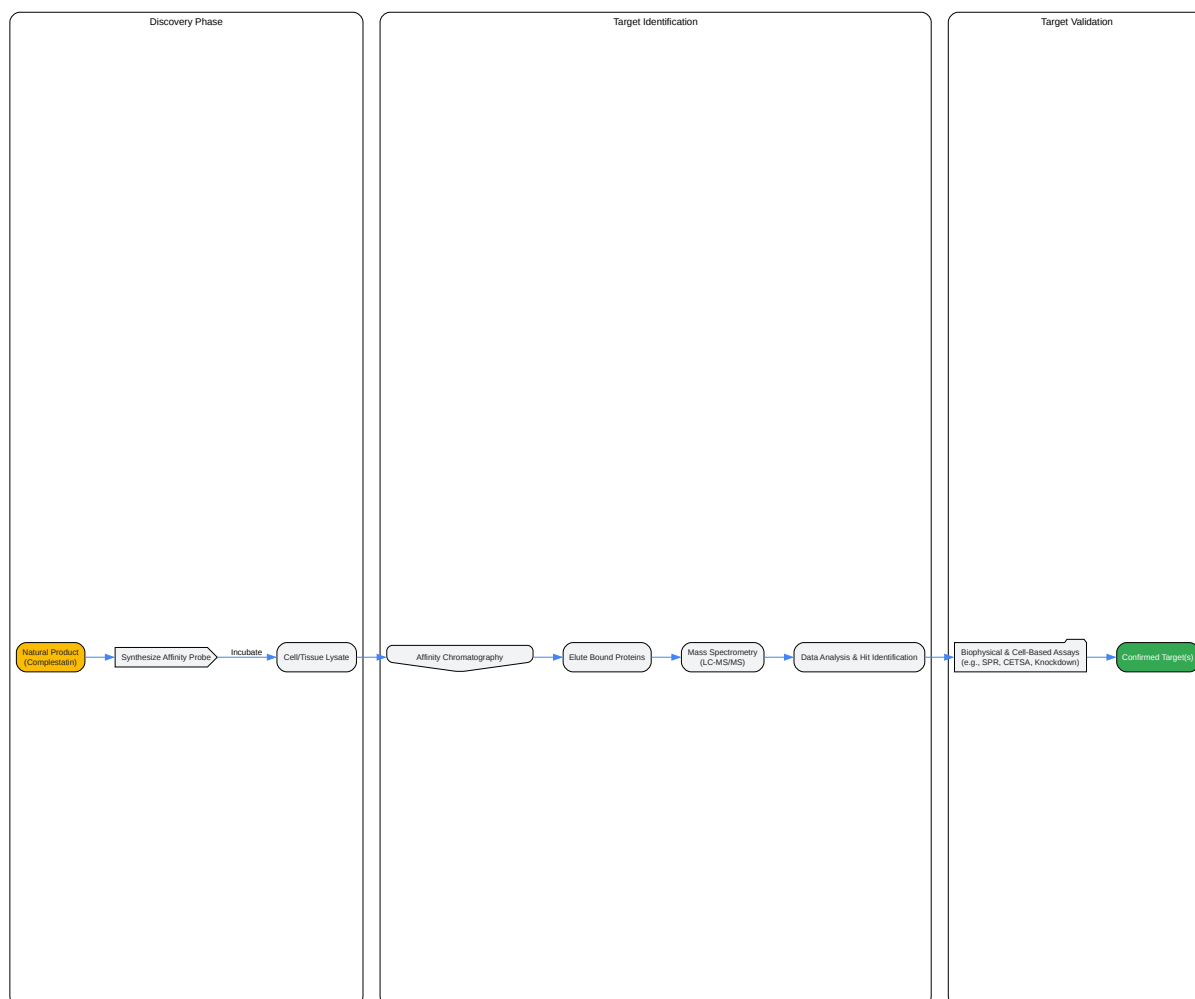 Discovery Phase
Target Identification
Target Validation
Natural Product
(Complestatin)
Synthesize Affinity Probe
Incubate
Cell/Tissue Lysate
Affinity Chromatography
Elute Bound Proteins
Mass Spectrometry
(LC-MS/MS)
Data Analysis & Hit Identification
Biophysical & Cell-Based Assays
(e.g., SPR, CETSA, Knockdown)
Confirmed Target(s)